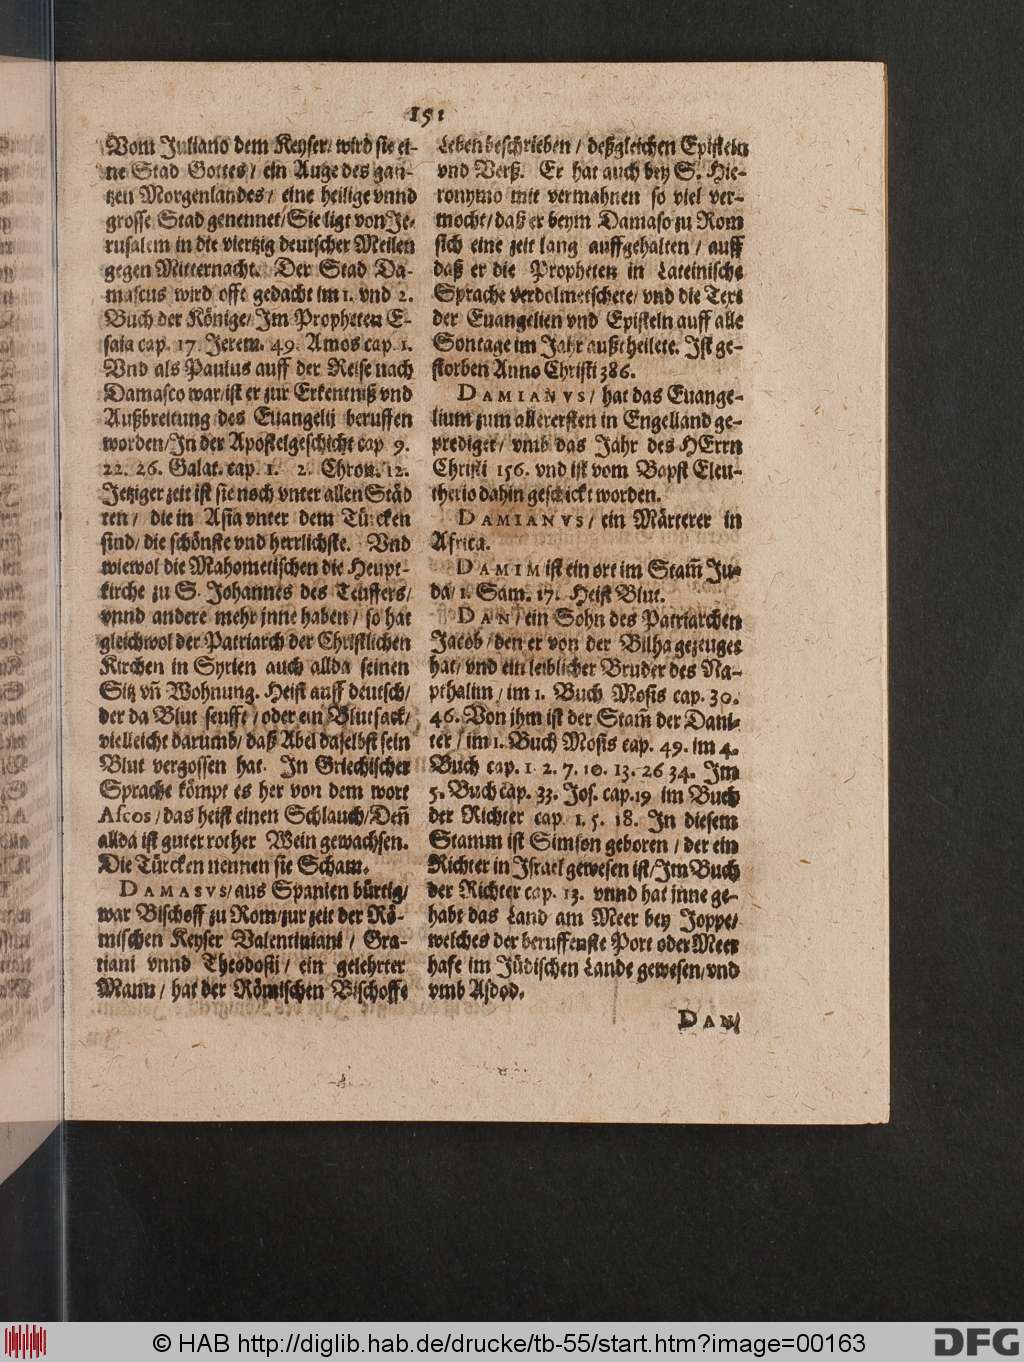 151
Vom Juliano dem Keyser/ wird sie ei-
ne Stad Gottes/ ein Auge des gan-
tzen Morgenlandes/ eine heilige vnnd
grosse Stad genennet/ Sie ligt von Je-
rusalem in die viertzig deutscher Meilen
gegen Mitternacht. Der Stad Da-
mascus wird offt gedacht im 1. vnd 2.
Buch der Könige/ Im Propheten E-
saia cap. 17. Jerem. 49. Amos cap. 1.
Vnd als Paulus auff der Reise nach
Damasco war/ ist er zur Erkentniß vnd
Außbreitung des Euangelij beruffen
worden/ In der Apostelgeschicht cap 9.
22. 26. Galat. cap. 1. 2. Chron. 12.
Jetziger zeit ist sie noch vnter allen Städ
ten/ die in Asia vnter dem Türcken
sind/ die schönste vnd herrlichste. Vnd
wiewol die Mahometischen die Heupt-
kirche zu S. Johannes des Teuffers/
vnnd andere mehr jnne haben/ so hat
gleichwol der Patriarch der Christlichen
Kirchen in Syrien auch allda seinen
Sitz vñ Wohnung. Heist auff deutsch/
der da Blut seufft/ oder ein Blutsack/
vielleicht darumb/ daß Abel daselbst sein
Blut vergossen hat. In Griechischer
Sprache kömpt es her von dem wort
Ascos/ das heist einen Schlauch/ Deñ
allda ist guter rother Wein gewachsen.
Die Türcken nennen sie Scham.
DAMASVS/ aus Spanien bürtig/
war Bischoff zu Rom/ zur zeit der Rö-
mischen Keyser Valentiniani/ Gra-
tiani vnnd Theodosij/ ein gelehrter
Mann/ hat der Römischen Bischoffe
Leben beschrieben/ deßgleichen Episteln
vnd Verß. Er hat auch bey S. Hie-
ronymo mit vermahnen so viel ver-
mocht/ daß er beym Damaso zu Rom
sich eine zeit lang auffgehalten/ auff
daß er die Propheten in Lateinische
Sprache verdolmetschete/ vnd die Text
der Euangelien vnd Episteln auff alle
Sontage im Jahr außtheilete. Ist ge-
storben Anno Christi 386.
DAMIANVS/ hat das Euange-
lium zum allerersten in Engelland ge-
prediget/ vmb das Jahr des HErrn
Christi 156. vnd ist vom Bapst Eleu-
therio dahin geschickt worden.
DAMIANVS/ ein Märterer in
Africa.
DAMIM ist ein ort im Stam̃ Ju-
da/ 1. Sam. 17. Heist Blut.
DAN/ ein Sohn des Patriarchen
Jacob/ den er von der Bilha gezeuget
hat/ vnd ein leiblicher Bruder des Na-
pthalim/ im 1. Buch Mosis cap. 30.
46. Von jhm ist der Stam̃ der Dani-
ter/ im 1. Buch Mosis cap. 49. im 4.
Buch cap. 1 2. 7. 10. 13. 26 34. Im
5. Buch cap. 33. Jos. cap. 19 im Buch
der Richter cap. 1. 5. 18. In diesem
Stamm ist Simson geboren/ der ein
Richter in Israel gewesen ist/ Im Buch
der Richter cap. 13. vnnd hat jnne ge-
habt das Land am Meer bey Joppe/
welches der beruffenste Port oder Meer
hafe im Jüdischen Lande gewesen/ vnd
vmb Asdod.
DAN/
© HAB http://diglib.hab.de/drucke/tb-55/start.htm?image=00163
DFG